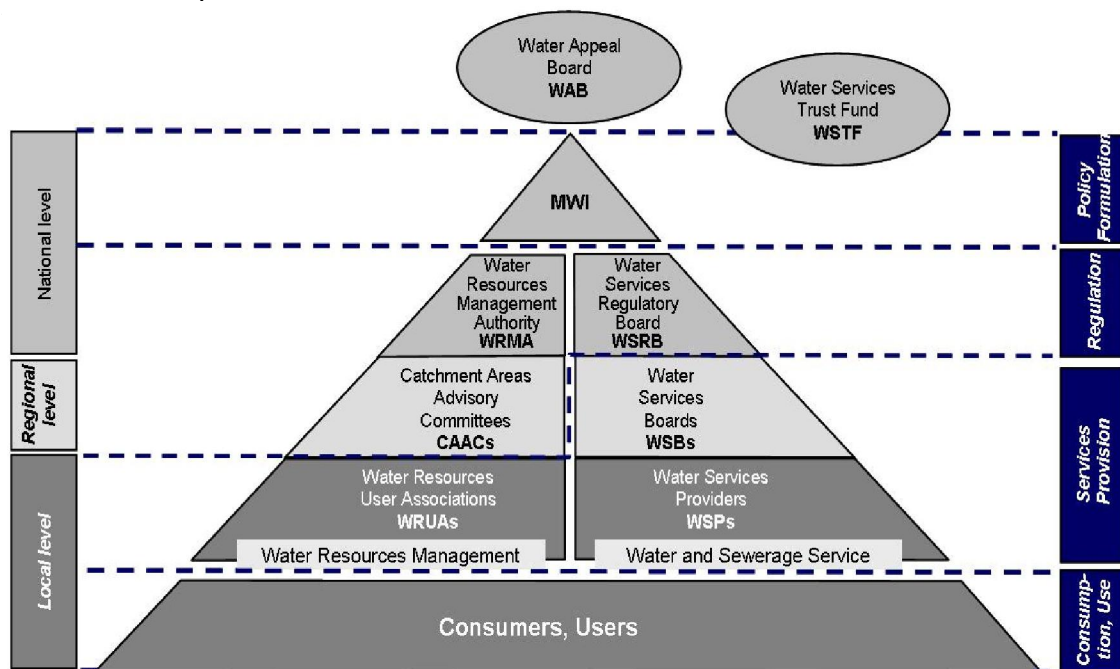 Water Appeal
Board
WAB
Water Services
Trust Fund
WSTF
National level
MWI
Policy
Formulation
Water
Resources
Management
Authority
WRMA
Water
Services
Regulatory
Board
WSRB
Regulation
Regional
level
Catchment Areas
Advisory
Committees
CAACs
Water
Services
Boards
WSBs
Services
Provision
Local level
Water Resources
User Associations
WRUAs
Water Services
Providers
WSPs
Water Resources Management
Water and Sewerage Service
Consumers, Users
Consump-
tion, Use